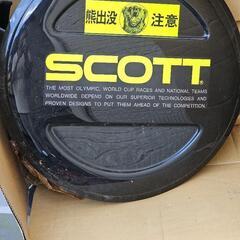 熊出没 注意
SCOTT
THE MOST OLYMPIC, WORLD CUP RACES AND NATIONAL TEAMS
WORLDWIDE DEPEND ON OUR SUPERIOR TECHNOLOGIES AND
PROVEN DESIGNS TO PUT THEM AHEAD OF THE COMPETITION.